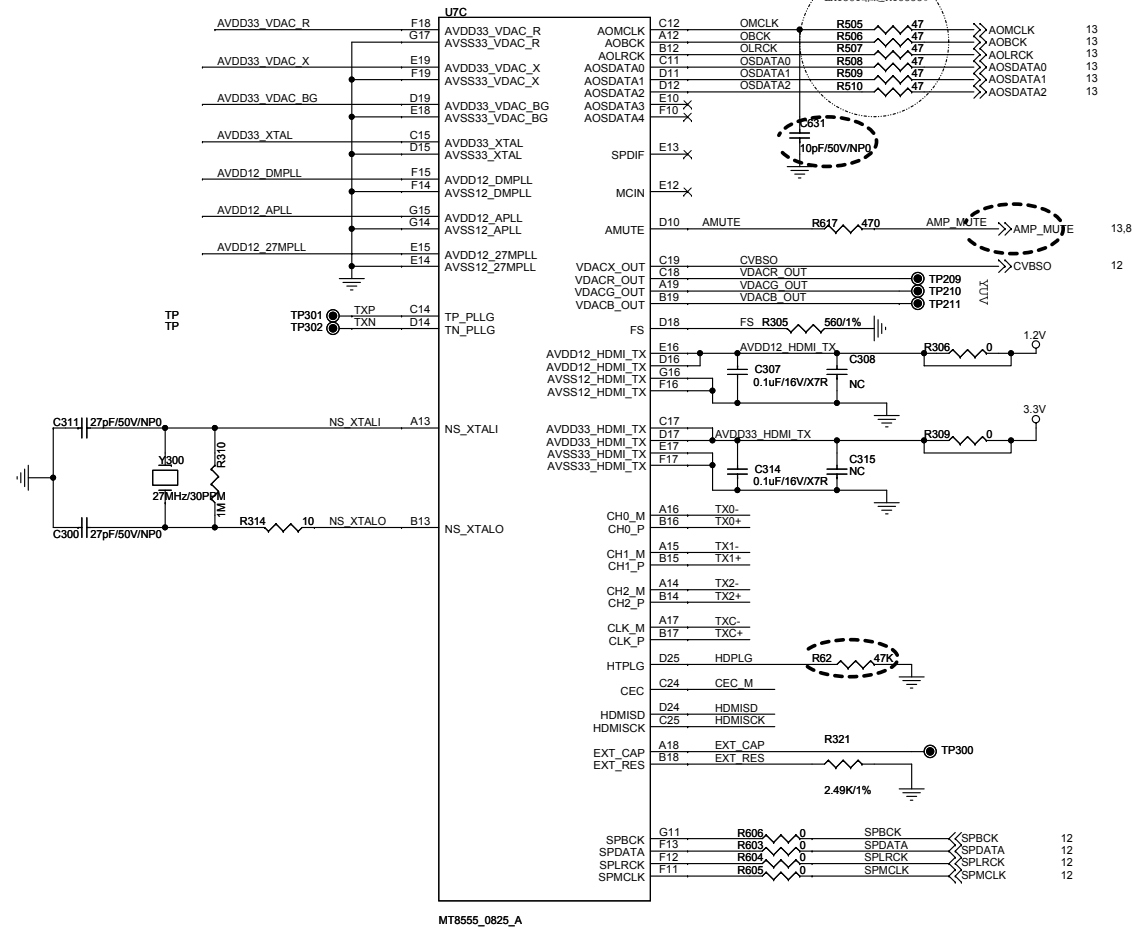 U7C
AVDD33_VDAC_R F18 AVDD33_VDAC_R
G17 AVSS33_VDAC_R
AVDD33_VDAC_X E19 AVDD33_VDAC_X
F19 AVSS33_VDAC_X
AVDD33_VDAC_BG D19 AVDD33_VDAC_BG
E18 AVSS33_VDAC_BG
AVDD33_XTAL C15 AVDD33_XTAL
D15 AVSS33_XTAL
AVDD12_DMPLL F15 AVDD12_DMPLL
F14 AVSS12_DMPLL
AVDD12_APLL G15 AVDD12_APLL
G14 AVSS12_APLL
AVDD12_27MPLL E15 AVDD12_27MPLL
E14 AVSS12_27MPLL
TP TP301 TXP C14 TP_PLLG
TP TP302 TXN D14 TN_PLLG
C311 27pF/50V/NP0 NS_XTALI A13 NS_XTALI
Y300
27MHz/30PPM
R310
1M
C300 27pF/50V/NP0 R314 10 NS_XTALO B13 NS_XTALO
AOMCLK C12 OMCLK R505 47 AOMCLK 13
AOBCK A12 OBCK R506 47 AOBCK 13
AOLRCK B12 OLRCK R507 47 AOLRCK 13
AOSDATA0 C11 OSDATA0 R508 47 AOSDATA0 13
AOSDATA1 D11 OSDATA1 R509 47 AOSDATA1 13
AOSDATA2 D12 OSDATA2 R510 47 AOSDATA2 13
AOSDATA3 E10
AOSDATA4 F10
C631
10pF/50V/NP0
SPDIF E13
MCIN E12
AMUTE D10 AMUTE R617 470 AMP_MUTE AMP_MUTE 13,8
VDACX_OUT C19 CVBSO CVBSO 12
VDACR_OUT C18 VDACR_OUT TP209
VDACG_OUT A19 VDACG_OUT TP210
VDACB_OUT B19 VDACB_OUT TP211
YUV
FS D18 FS R305 560/1%
AVDD12_HDMI_TX E16 AVDD12_HDMI_TX R306 0 1.2V
AVDD12_HDMI_TX D16
AVSS12_HDMI_TX G16
AVSS12_HDMI_TX F16
C307
0.1uF/16V/X7R
C308
NC
AVDD33_HDMI_TX C17
AVDD33_HDMI_TX D17 AVDD33_HDMI_TX R309 0 3.3V
AVSS33_HDMI_TX E17
AVSS33_HDMI_TX F17
C314
0.1uF/16V/X7R
C315
NC
CH0_M A16 TX0-
CH0_P B16 TX0+
CH1_M A15 TX1-
CH1_P B15 TX1+
CH2_M A14 TX2-
CH2_P B14 TX2+
CLK_M A17 TXC-
CLK_P B17 TXC+
HTPLG D25 HDPLG R62 47K
CEC C24 CEC_M
HDMISD D24 HDMISD
HDMISCK C25 HDMISCK
EXT_CAP A18 EXT_CAP TP300
EXT_RES B18 EXT_RES R321
2.49K/1%
SPBCK G11 R606 0 SPBCK SPBCK 12
SPDATA F13 R603 0 SPDATA SPDATA 12
SPLRCK F12 R604 0 SPLRCK SPLRCK 12
SPMCLK F11 R605 0 SPMCLK SPMCLK 12
MT8555_0825_A